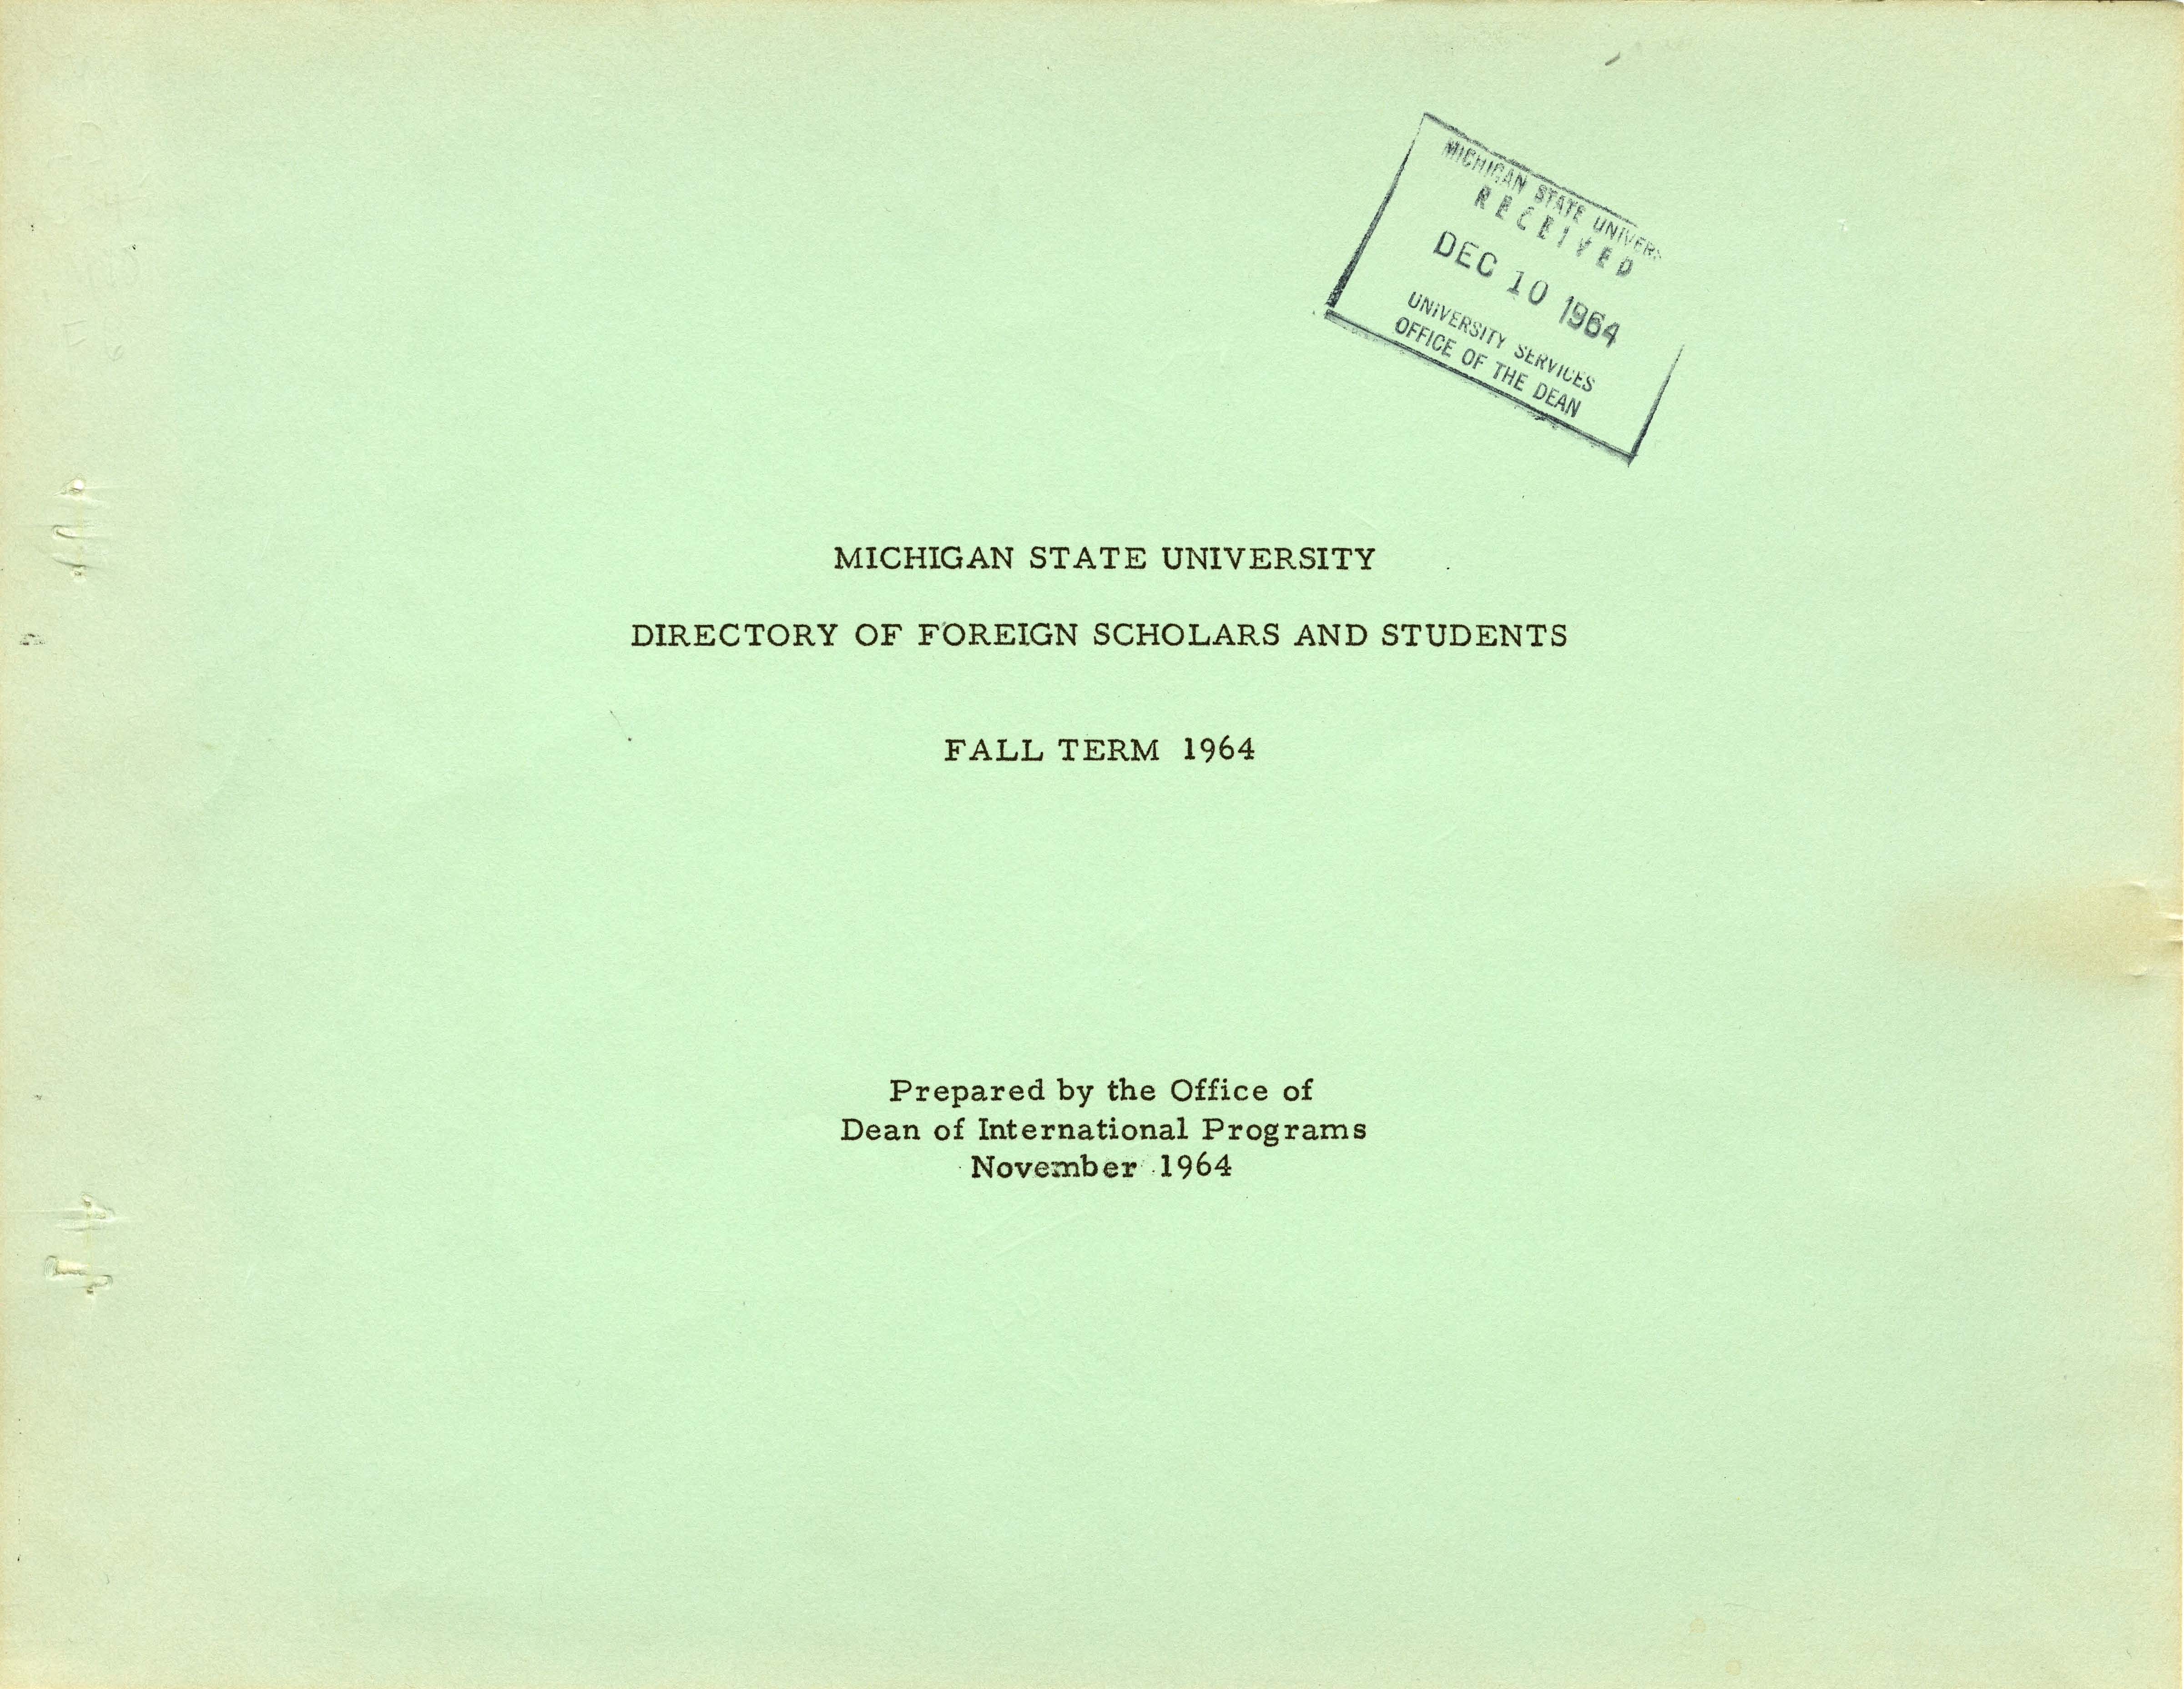 MICHIGAN STATE UNIVER
RECEIVED
DEC 10 1964
UNIVERSITY SERVICES
OFFICE OF THE DEAN
MICHIGAN STATE UNIVERSITY
DIRECTORY OF FOREIGN SCHOLARS AND STUDENTS
FALL TERM 1964
Prepared by the Office of
Dean of International Programs
November 1964